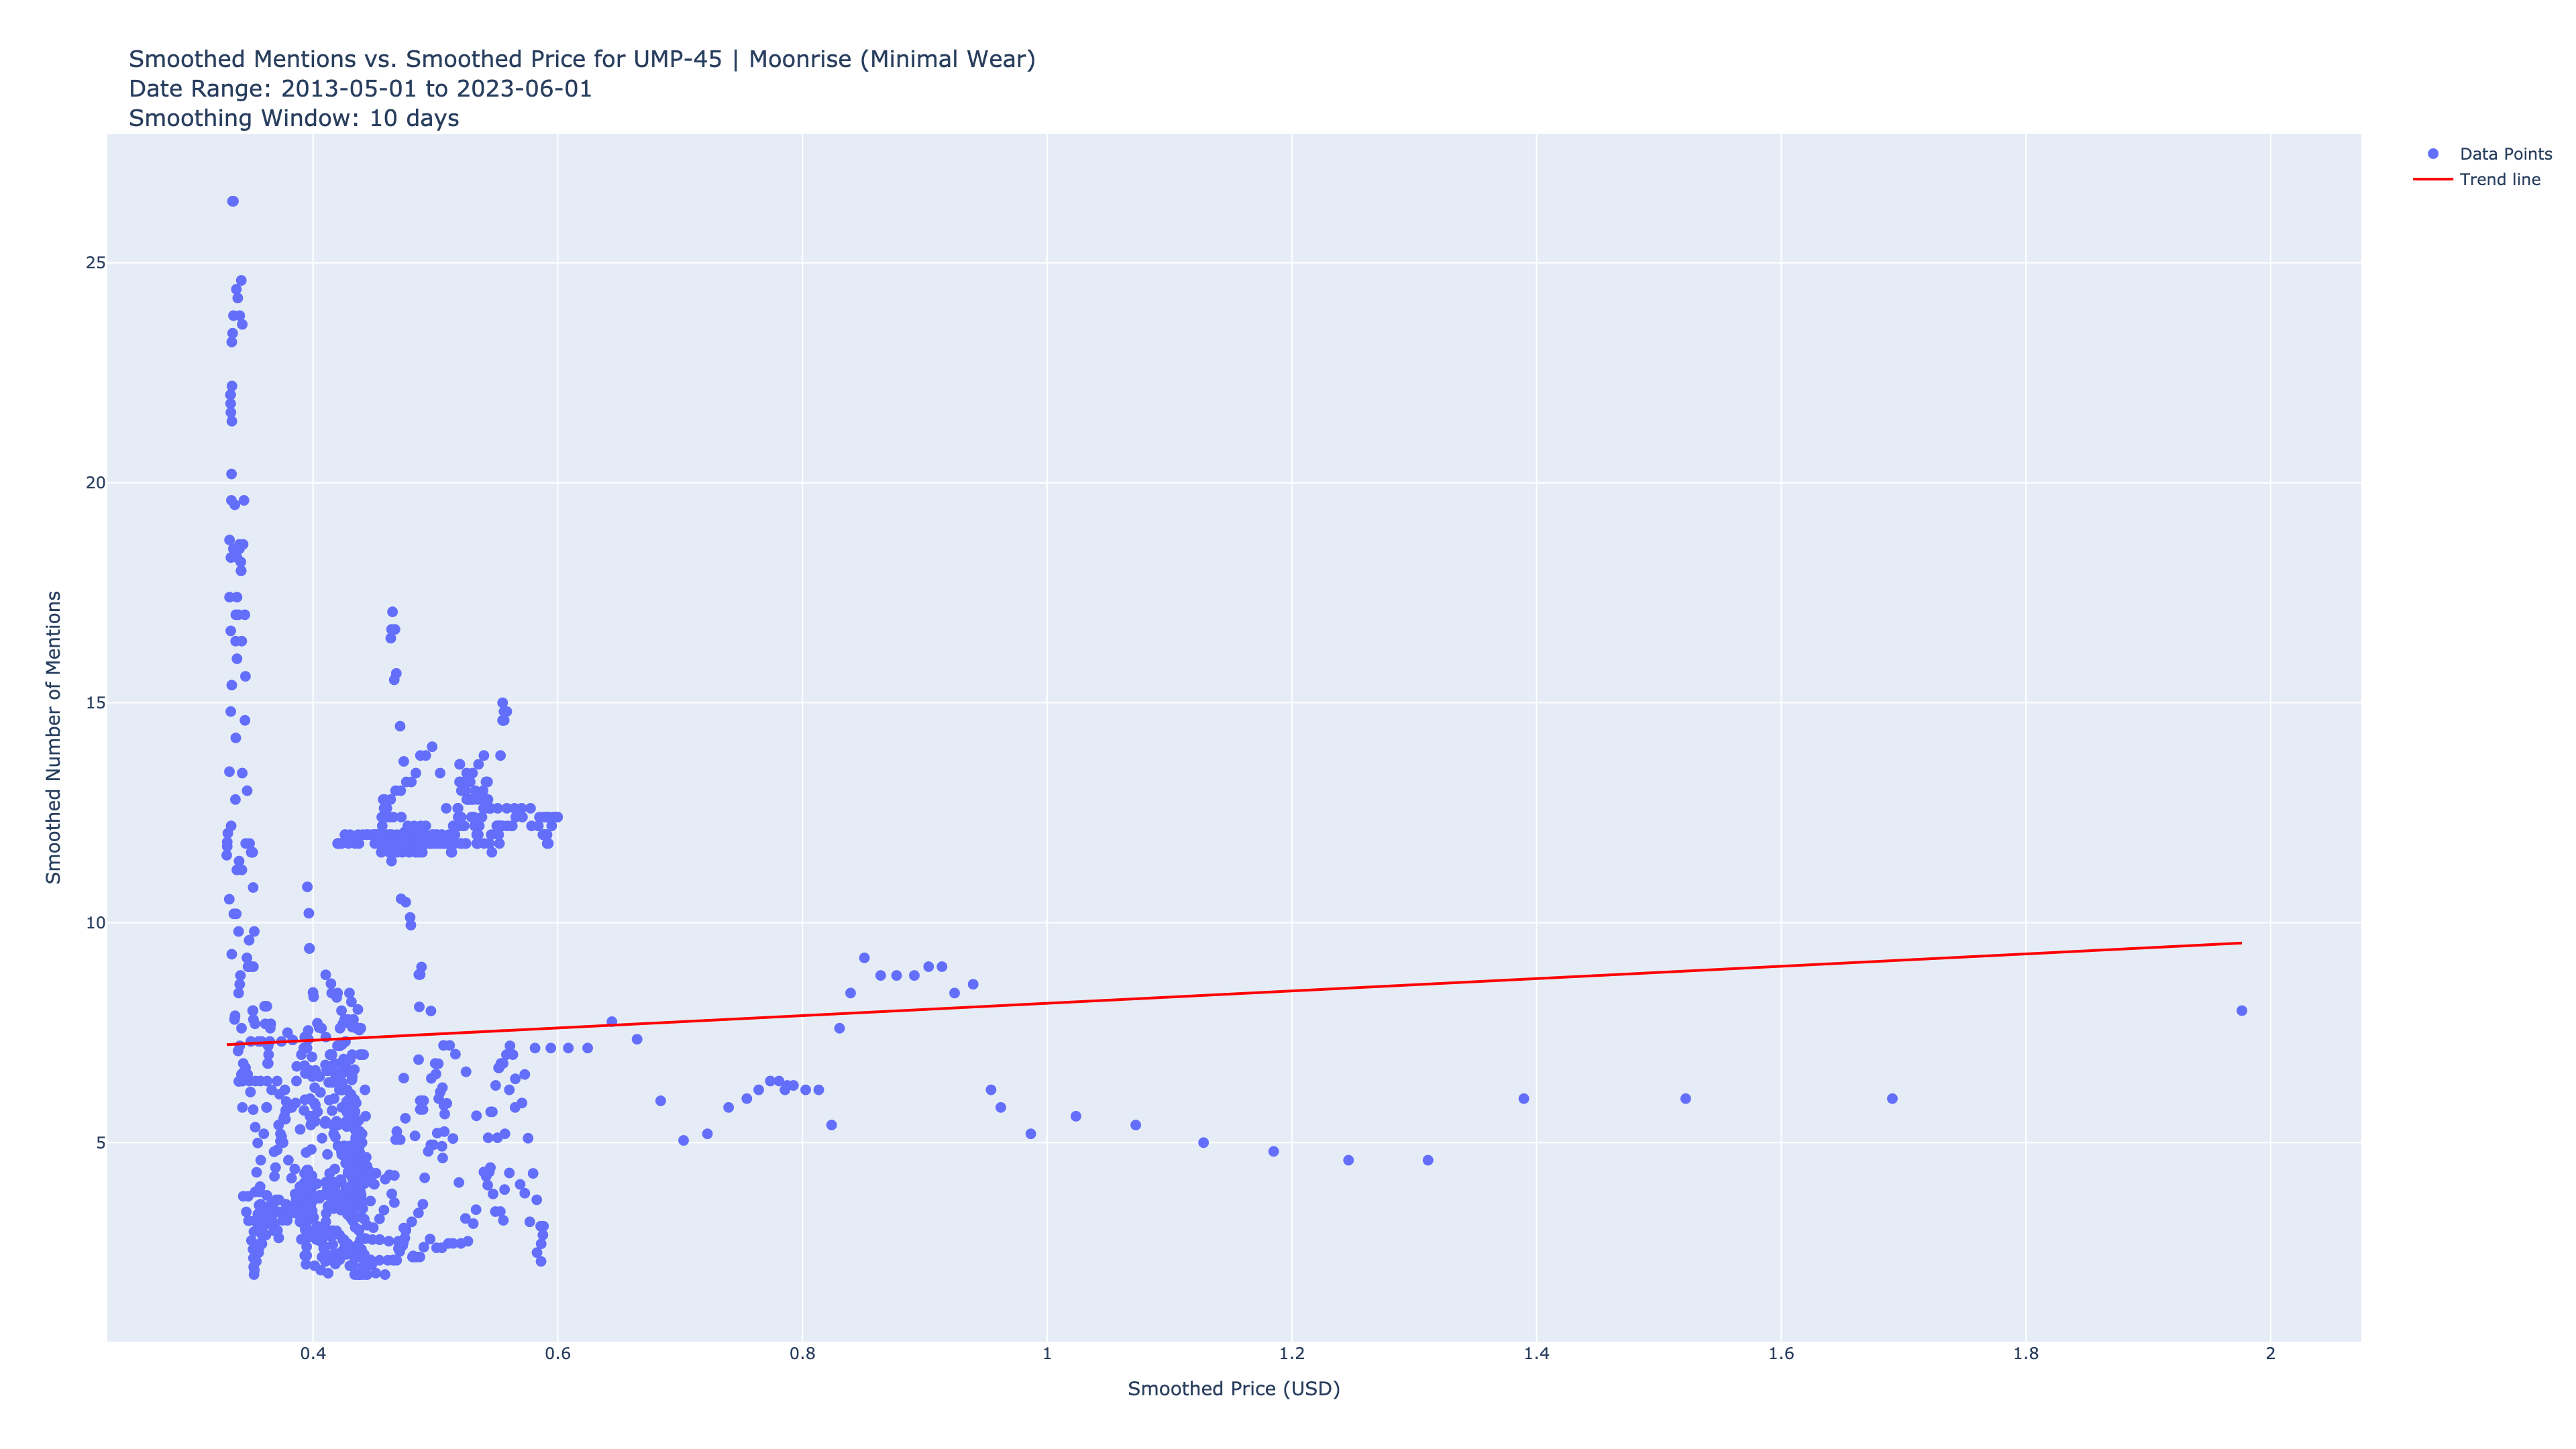 Smoothed Mentions vs. Smoothed Price for UMP-45 | Moonrise (Minimal Wear)
Date Range: 2013-05-01 to 2023-06-01
Smoothing Window: 10 days
Data Points
Trend line
25
20
15
10
5
Smoothed Number of Mentions
0.4
0.6
0.8
1
1.2
1.4
1.6
1.8
2
Smoothed Price (USD)